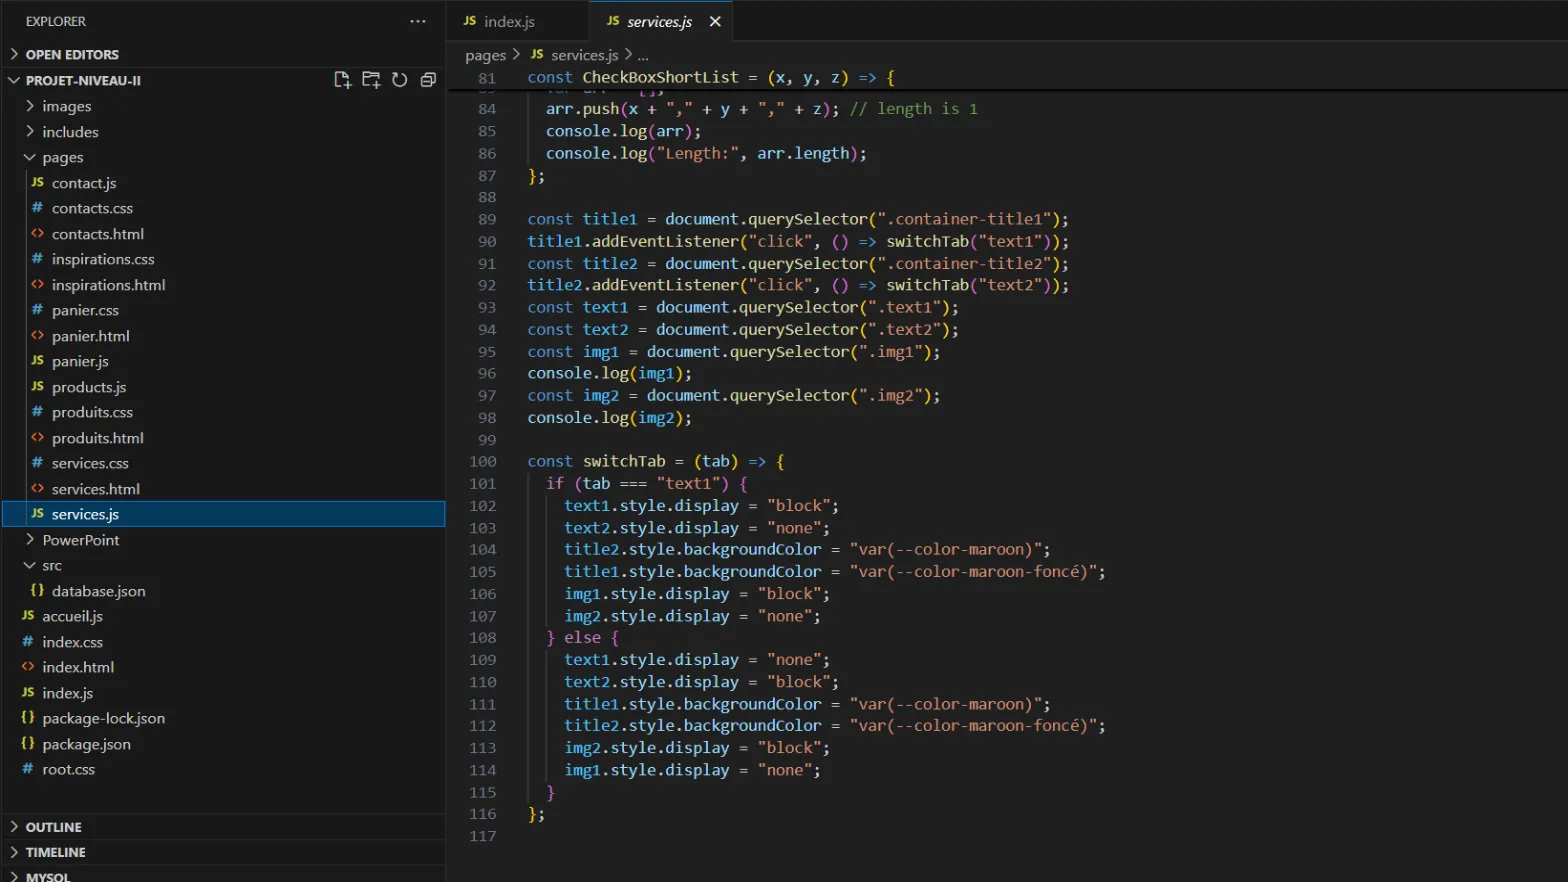 EXPLORER
···
OPEN EDITORS
PROJET-NIVEAU-II
images
includes
pages
JS contact.js
# contacts.css
<> contacts.html
# inspirations.css
<> inspirations.html
# panier.css
<> panier.html
JS panier.js
JS products.js
# produits.css
<> produits.html
# services.css
<> services.html
JS services.js
PowerPoint
src
{} database.json
JS accueil.js
# index.css
<> index.html
JS index.js
{} package-lock.json
{} package.json
# root.css
OUTLINE
TIMELINE
MYSQL
JS index.js
JS services.js
pages > JS services.js > ...
81 const CheckBoxShortList = (x, y, z) => {
84 arr.push(x + "," + y + "," + z); // length is 1
85 console.log(arr);
86 console.log("Length:", arr.length);
87 };
88
89 const title1 = document.querySelector(".container-title1");
90 title1.addEventListener("click", () => switchTab("text1"));
91 const title2 = document.querySelector(".container-title2");
92 title2.addEventListener("click", () => switchTab("text2"));
93 const text1 = document.querySelector(".text1");
94 const text2 = document.querySelector(".text2");
95 const img1 = document.querySelector(".img1");
96 console.log(img1);
97 const img2 = document.querySelector(".img2");
98 console.log(img2);
99
100 const switchTab = (tab) => {
101 if (tab === "text1") {
102 text1.style.display = "block";
103 text2.style.display = "none";
104 title2.style.backgroundColor = "var(--color-maroon)";
105 title1.style.backgroundColor = "var(--color-maroon-foncé)";
106 img1.style.display = "block";
107 img2.style.display = "none";
108 } else {
109 text1.style.display = "none";
110 text2.style.display = "block";
111 title1.style.backgroundColor = "var(--color-maroon)";
112 title2.style.backgroundColor = "var(--color-maroon-foncé)";
113 img2.style.display = "block";
114 img1.style.display = "none";
115 }
116 };
117